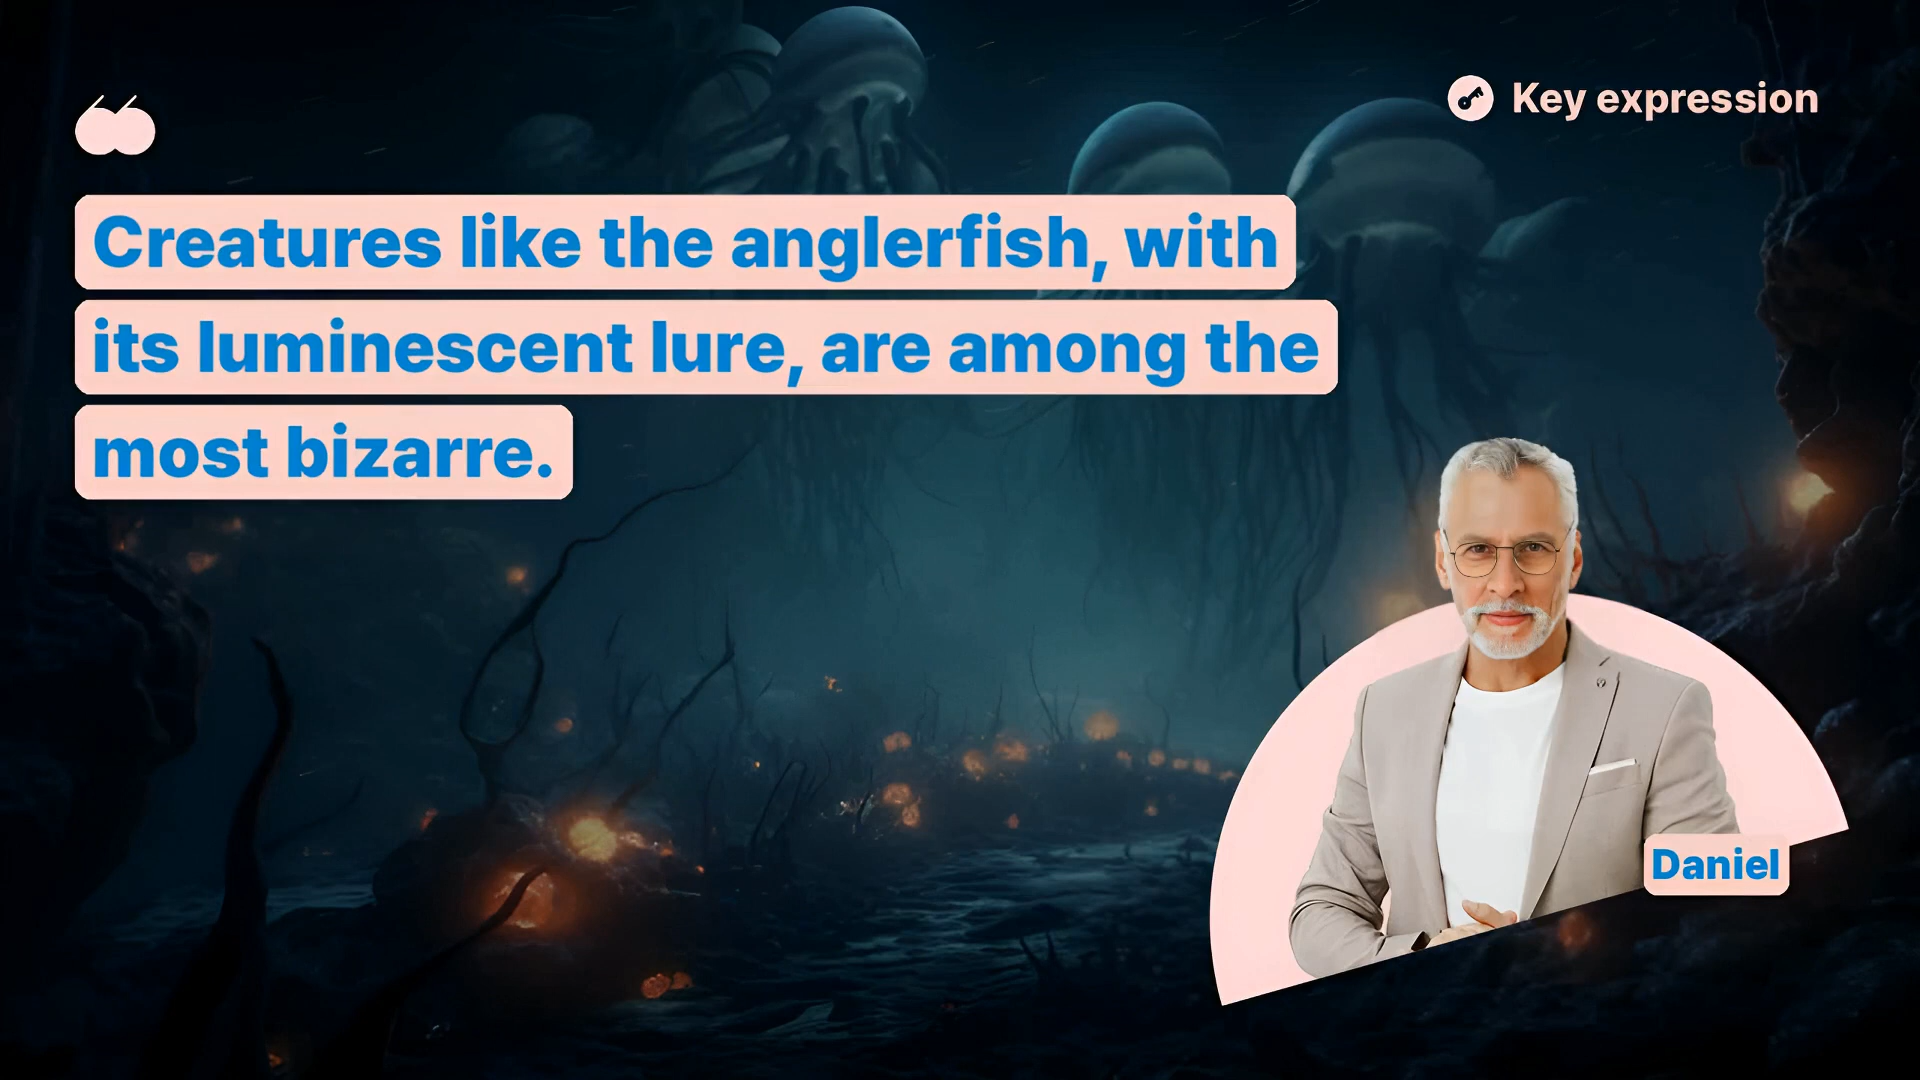 Key expression
Creatures like the anglerfish, with
its luminescent lure, are among the
most bizarre.
Daniel